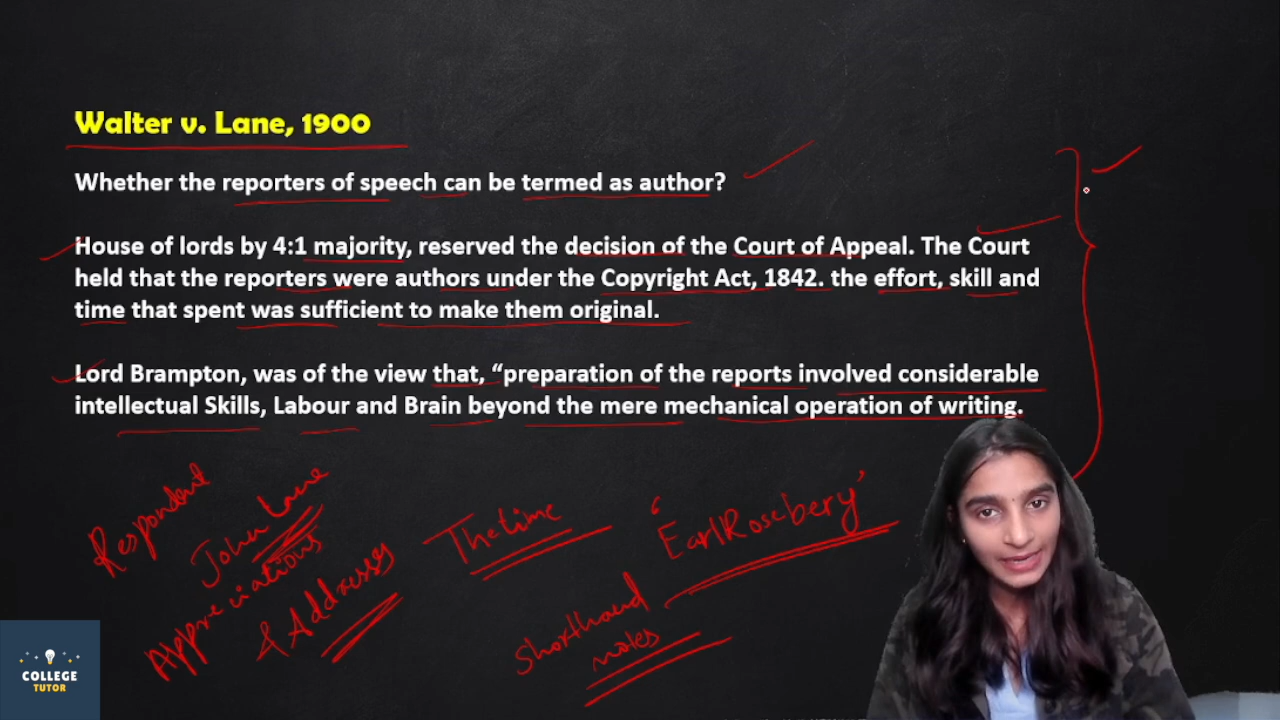 Walter v. Lane, 1900
Whether the reporters of speech can be termed as author?
House of lords by 4:1 majority, reserved the decision of the Court of Appeal. The Court
held that the reporters were authors under the Copyright Act, 1842. the effort, skill and
time that spent was sufficient to make them original.
Lord Brampton, was of the view that, “preparation of the reports involved considerable
intellectual Skills, Labour and Brain beyond the mere mechanical operation of writing.
Respondent
John Lane
Appreciations
& Addresses
The time
‘EarlRosebery’
Shorthand
notes
COLLEGE
TUTOR